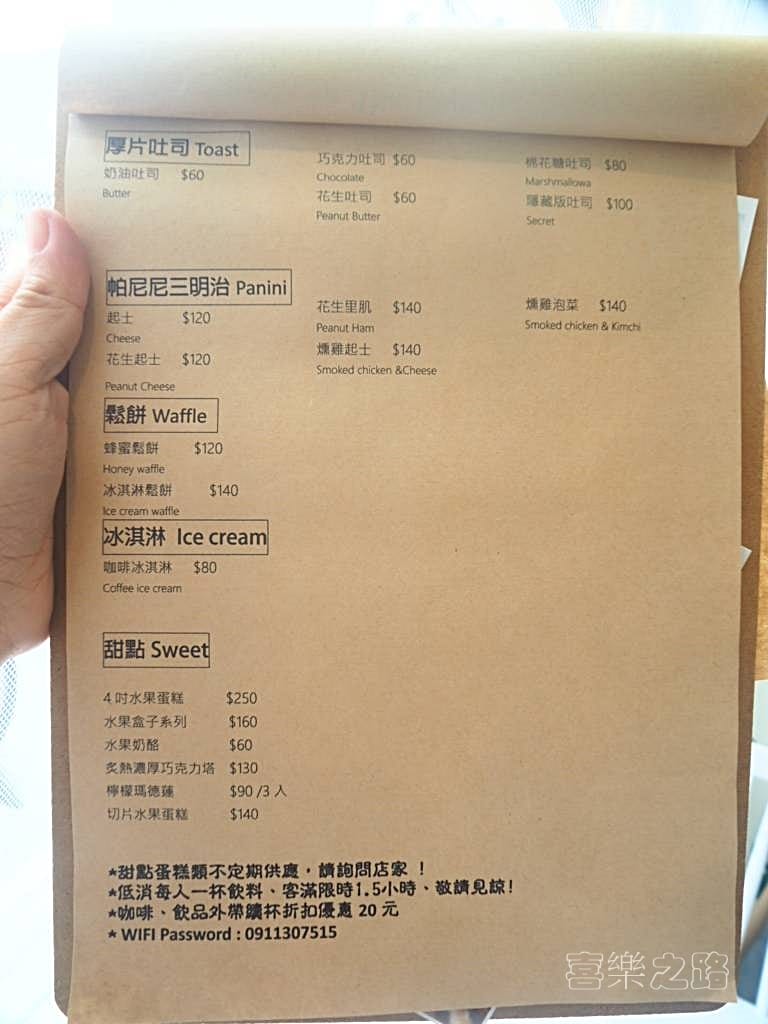 厚片吐司 Toast
奶油吐司 $60
Butter
巧克力吐司 $60
Chocolate
花生吐司 $60
Peanut Butter
棉花糖吐司 $80
Marshmallowa
隱藏版吐司 $100
Secret
帕尼尼三明治 Panini
起士 $120
Cheese
花生起士 $120
Peanut Cheese
花生里肌 $140
Peanut Ham
燻雞起士 $140
Smoked chicken &Cheese
燻雞泡菜 $140
Smoked chicken & Kimchi
鬆餅 Waffle
蜂蜜鬆餅 $120
Honey waffle
冰淇淋鬆餅 $140
Ice cream waffle
冰淇淋 Ice cream
咖啡冰淇淋 $80
Coffee ice cream
甜點 Sweet
4吋水果蛋糕 $250
水果盒子系列 $160
水果奶酪 $60
炙熱濃厚巧克力塔 $130
檸檬瑪德蓮 $90 /3 入
切片水果蛋糕 $140
*甜點蛋糕類不定期供應，請詢問店家！
*低消每人一杯飲料、客滿限時1.5小時、敬請見諒!
*咖啡、飲品外帶續杯折扣優惠 20 元
* WIFI Password : 0911307515
喜樂之路